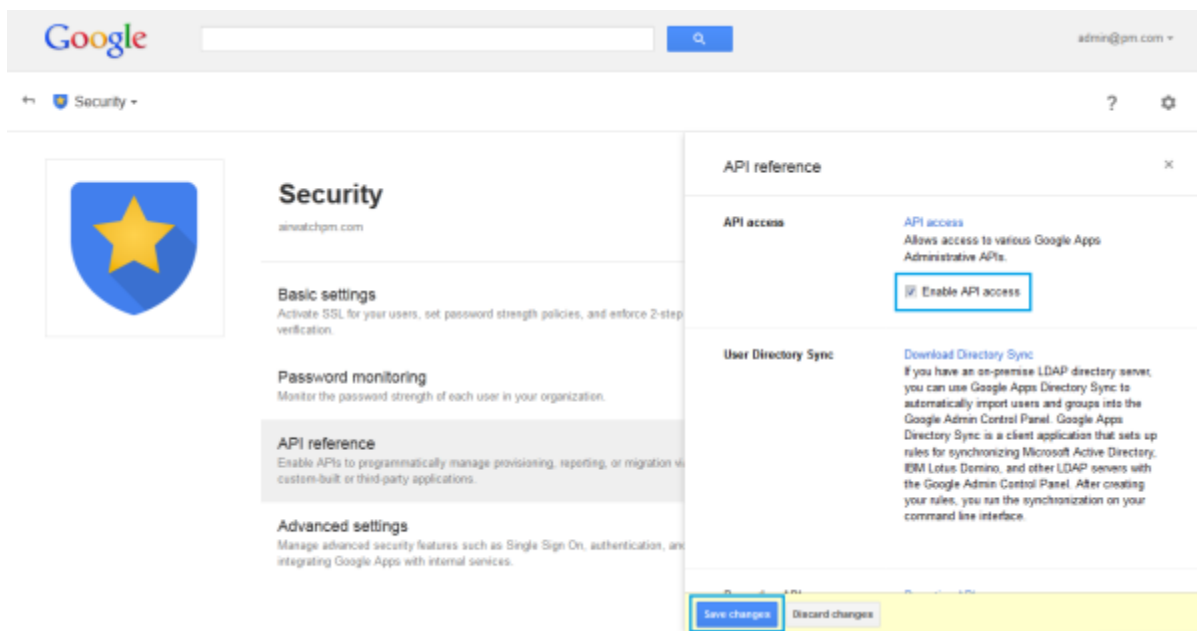 Google
admin@pm.com
Security
?
Security
airwatchpm.com
Basic settings
Activate SSL for your users, set password strength policies, and enforce 2-step
verification.
Password monitoring
Monitor the password strength of each user in your organization.
API reference
Enable APIs to programmatically manage provisioning, reporting, or migration via
custom-built or third-party applications.
Advanced settings
Manage advanced security features such as Single Sign On, authentication, and
integrating Google Apps with internal services.
API reference
API access
API access
Allows access to various Google Apps
Administrative APIs.
Enable API access
User Directory Sync
Download Directory Sync
If you have an on-premise LDAP directory server,
you can use Google Apps Directory Sync to
automatically import users and groups into the
Google Admin Control Panel. Google Apps
Directory Sync is a client application that sets up
rules for synchronizing Microsoft Active Directory,
IBM Lotus Domino, and other LDAP servers with
the Google Admin Control Panel. After creating
your rules, you run the synchronization on your
command line interface.
Save changes
Discard changes